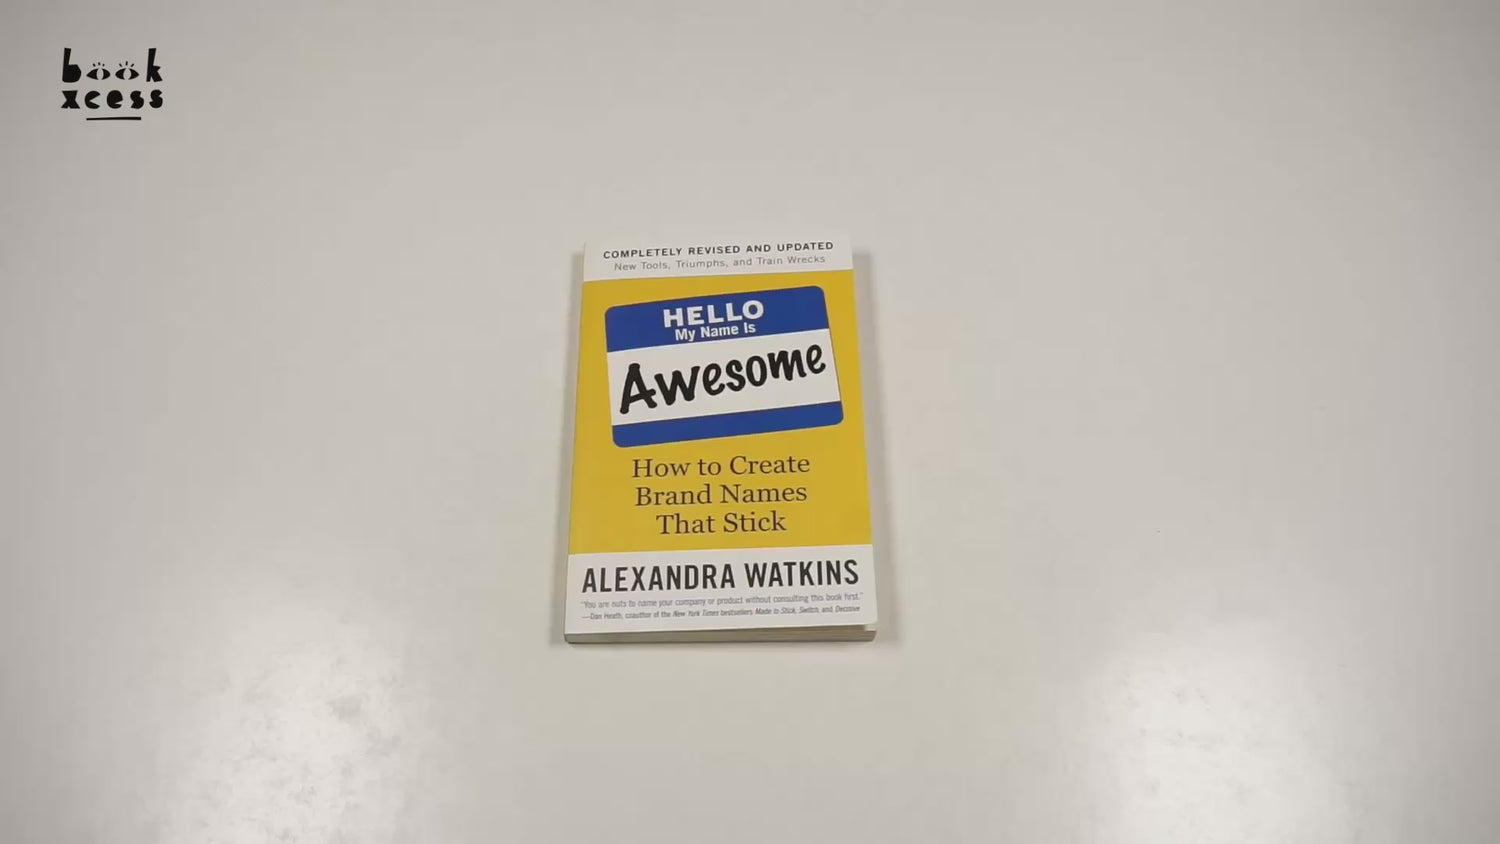 book
xcess
COMPLETELY REVISED AND UPDATED
New Tools, Triumphs, and Train Wrecks
HELLO
My Name Is
Awesome
How to Create
Brand Names
That Stick
ALEXANDRA WATKINS
"You are nuts to name your company or product without consulting this book first."
—Dan Heath, coauthor of the New York Times bestsellers Made to Stick, Switch, and Decisive